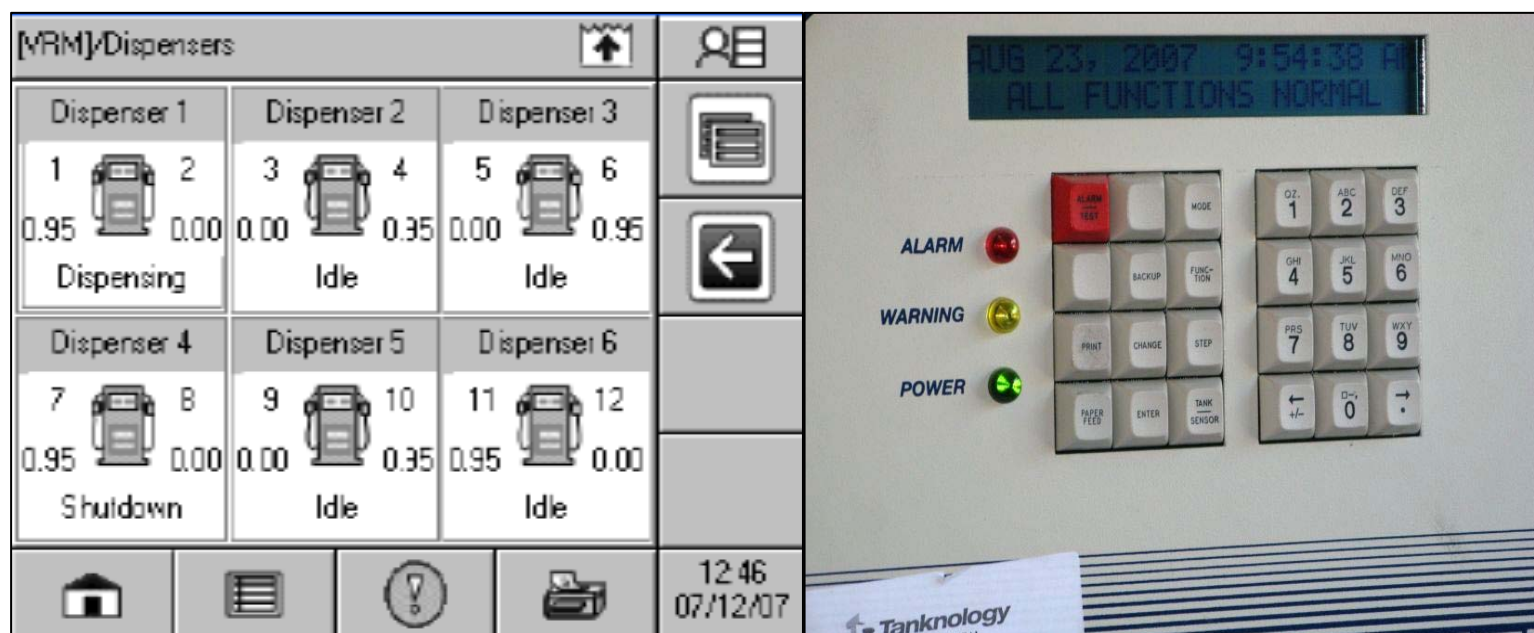 [VRM]/Dispensers
Dispenser 1 Dispenser 2 Dispenser 3
1 2 3 4 5 6
0.95 0.00 0.00 0.95 0.00 0.95
Dispensing Idle Idle
Dispenser 4 Dispenser 5 Dispenser 6
7 8 9 10 11 12
0.95 0.00 0.00 0.95 0.95 0.00
Shutdown Idle Idle
12:46
07/12/07
AUG 23, 2007 9:54:38 AM
ALL FUNCTIONS NORMAL
ALARM
WARNING
POWER
ALARM
TEST
MODE
BACKUP
FUNC-
TION
PRINT
CHANGE
STEP
PAPER
FEED
ENTER
TANK
SENSOR
QZ.
1
ABC
2
DEF
3
GHI
4
JKL
5
MNO
6
PRS
7
TUV
8
WXY
9
←
+/-
0
→
.
Tanknology